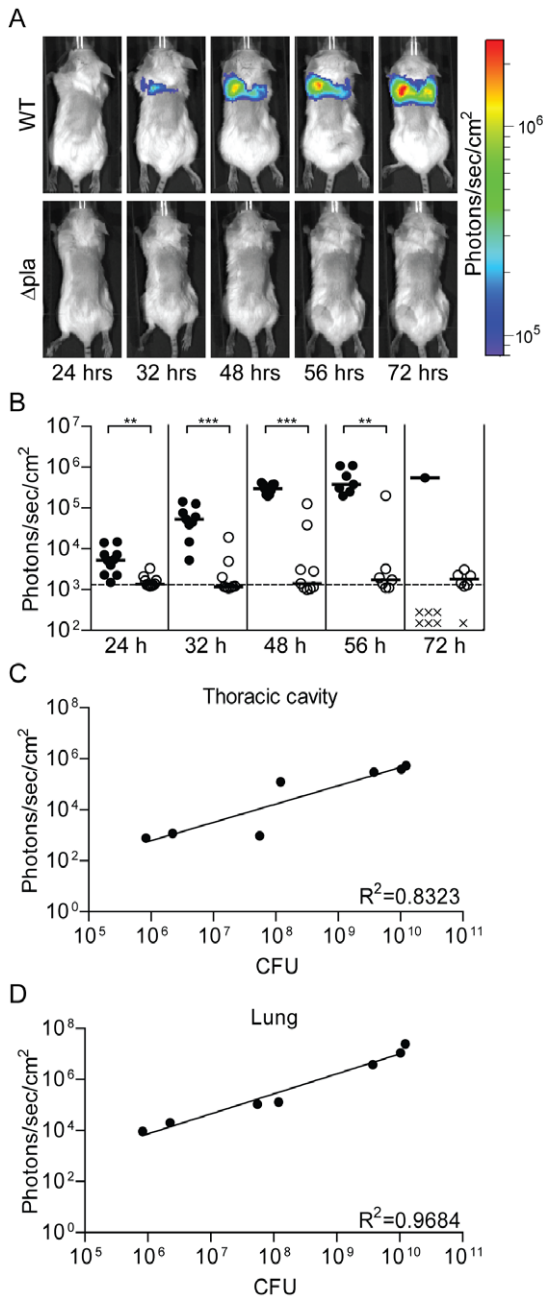 A
WT
Δpla
24 hrs 32 hrs 48 hrs 56 hrs 72 hrs
Photons/sec/cm²
10⁶
10⁵
B
** *** *** **
Photons/sec/cm²
10⁷
10⁶
10⁵
10⁴
10³
10²
××× 
××× ×
24 h 32 h 48 h 56 h 72 h
C
Thoracic cavity
Photons/sec/cm²
10⁸
10⁶
10⁴
10²
10⁰
R²=0.8323
10⁵ 10⁶ 10⁷ 10⁸ 10⁹ 10¹⁰ 10¹¹
CFU
D
Lung
Photons/sec/cm²
10⁸
10⁶
10⁴
10²
10⁰
R²=0.9684
10⁵ 10⁶ 10⁷ 10⁸ 10⁹ 10¹⁰ 10¹¹
CFU